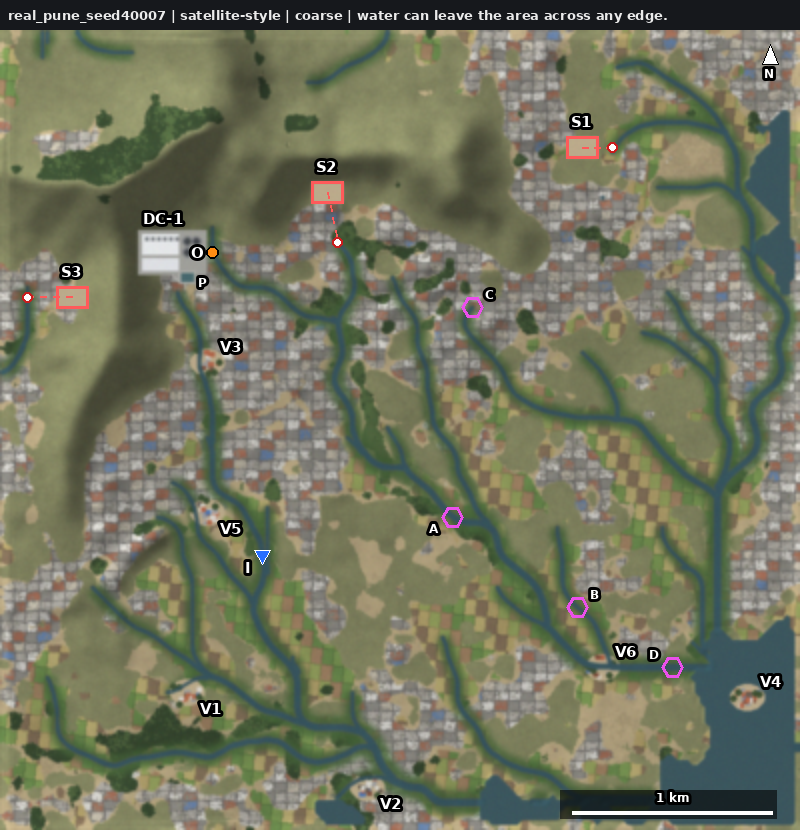 real_pune_seed40007 | satellite-style | coarse | water can leave the area across any edge.
N
S1
S2
DC-1
O
S3
P
C
V3
A
V5
I
B
V6
D
V4
V1
V2
1 km